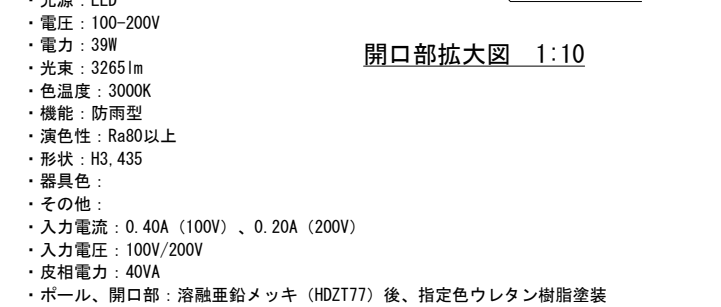 ・光源：LED
・電圧：100-200V
・電力：39W
開口部拡大図　1:10
・光束：3265lm
・色温度：3000K
・機能：防雨型
・演色性：Ra80以上
・形状：H3,435
・器具色：
・その他：
・入力電流：0.40A（100V）、0.20A（200V）
・入力電圧：100V/200V
・皮相電力：40VA
・ポール、開口部：溶融亜鉛メッキ（HDZT77）後、指定色ウレタン樹脂塗装